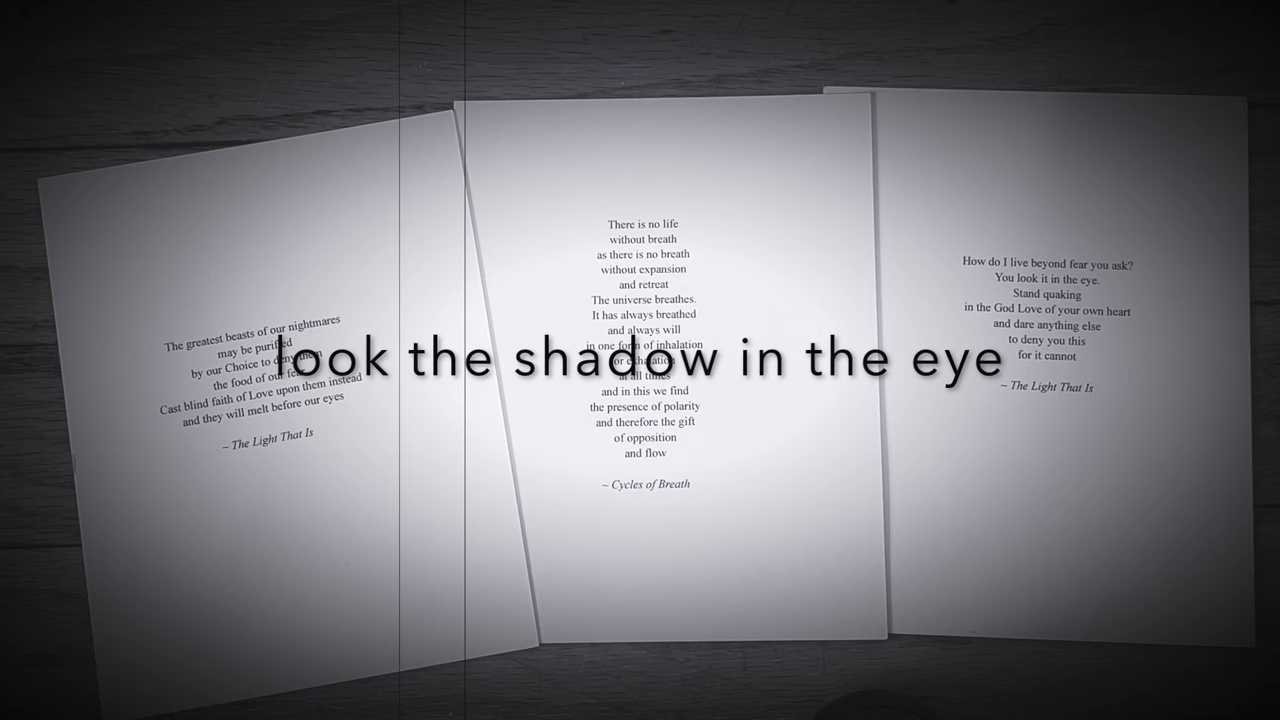 The greatest beasts of our nightmares
may be purified
by our Choice to deny them
the food of our
Cast blind faith of Love upon them instead
and they will melt before our eyes
~ The Light That Is
look the shadow in the eye
There is no life
without breath
as there is no breath
without expansion
and retreat
The universe breathes.
It has always breathed
and always will
in one form of inhalation
or exhalation
at all times
and in this we find
the presence of polarity
and therefore the gift
of opposition
and flow
~ Cycles of Breath
How do I live beyond fear you ask?
You look it in the eye.
Stand quaking
in the God Love of your own heart
and dare anything else
to deny you this
for it cannot
~ The Light That Is